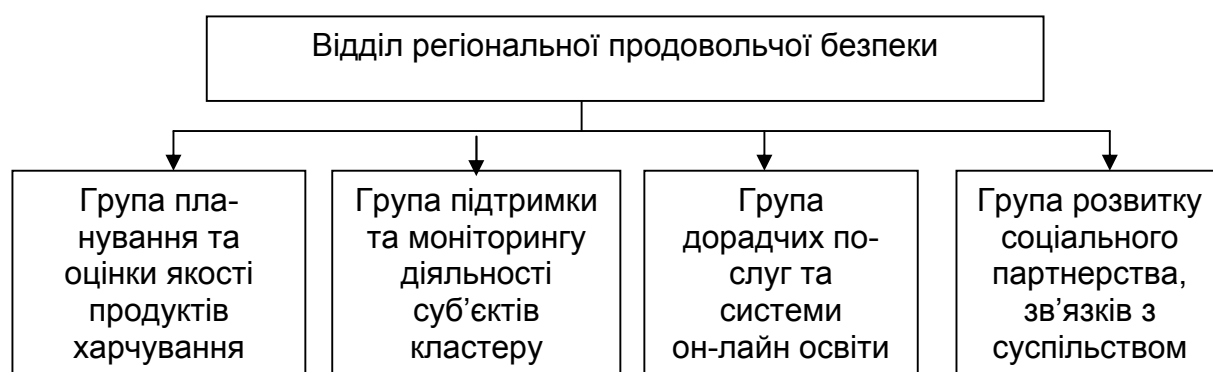 Відділ регіональної продовольчої безпеки
Група пла-
нування та
оцінки якості
продуктів
харчування
Група підтримки
та моніторингу
діяльності
суб’єктів
кластеру
Група
дорадчих по-
слуг та
системи
он-лайн освіти
Група розвитку
соціального
партнерства,
зв’язків з
суспільством